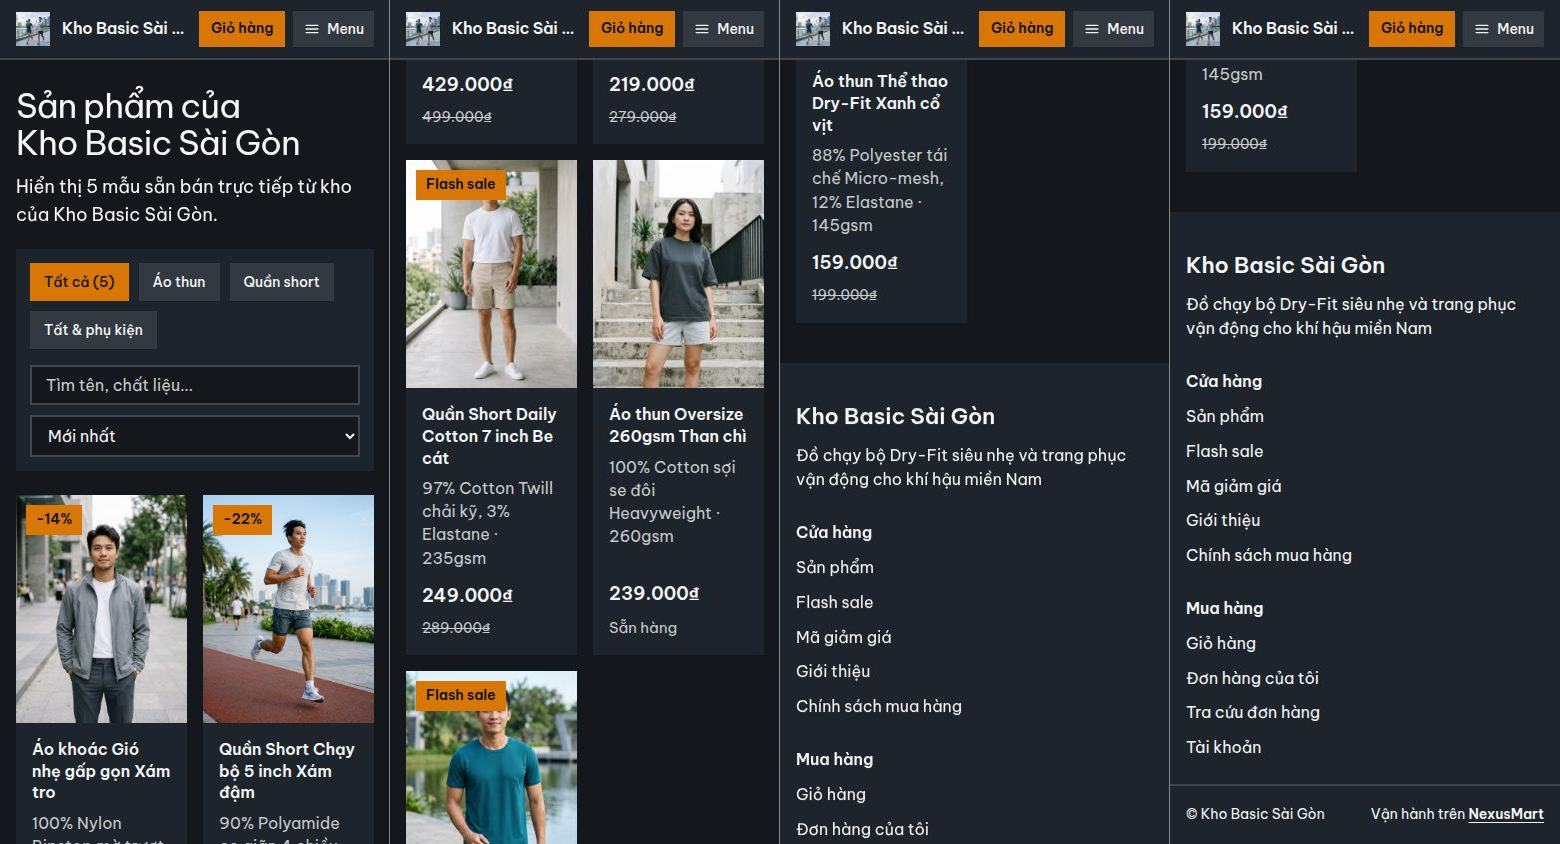 Kho Basic Sài ...
Giỏ hàng
Menu
Sản phẩm của
Kho Basic Sài Gòn
Hiển thị 5 mẫu sẵn bán trực tiếp từ kho
của Kho Basic Sài Gòn.
Tất cả (5)
Áo thun
Quần short
Tất & phụ kiện
Tìm tên, chất liệu...
Mới nhất
-14%
-22%
Áo khoác Gió
nhẹ gấp gọn Xám
tro
100% Nylon
Quần Short Chạy
bộ 5 inch Xám
đậm
90% Polyamide
Kho Basic Sài ...
Giỏ hàng
Menu
429.000₫
499.000₫
219.000₫
279.000₫
Flash sale
Quần Short Daily
Cotton 7 inch Be
cát
97% Cotton Twill
chải kỹ, 3%
Elastane ·
235gsm
249.000₫
289.000₫
Áo thun Oversize
260gsm Than chì
100% Cotton sợi
se đôi
Heavyweight ·
260gsm
239.000₫
Sẵn hàng
Flash sale
Kho Basic Sài ...
Giỏ hàng
Menu
Áo thun Thể thao
Dry-Fit Xanh cổ
vịt
88% Polyester tái
chế Micro-mesh,
12% Elastane ·
145gsm
159.000₫
199.000₫
Kho Basic Sài Gòn
Đồ chạy bộ Dry-Fit siêu nhẹ và trang phục
vận động cho khí hậu miền Nam
Cửa hàng
Sản phẩm
Flash sale
Mã giảm giá
Giới thiệu
Chính sách mua hàng
Mua hàng
Giỏ hàng
Đơn hàng của tôi
Kho Basic Sài ...
Giỏ hàng
Menu
145gsm
159.000₫
199.000₫
Kho Basic Sài Gòn
Đồ chạy bộ Dry-Fit siêu nhẹ và trang phục
vận động cho khí hậu miền Nam
Cửa hàng
Sản phẩm
Flash sale
Mã giảm giá
Giới thiệu
Chính sách mua hàng
Mua hàng
Giỏ hàng
Đơn hàng của tôi
Tra cứu đơn hàng
Tài khoản
© Kho Basic Sài Gòn
Vận hành trên NexusMart